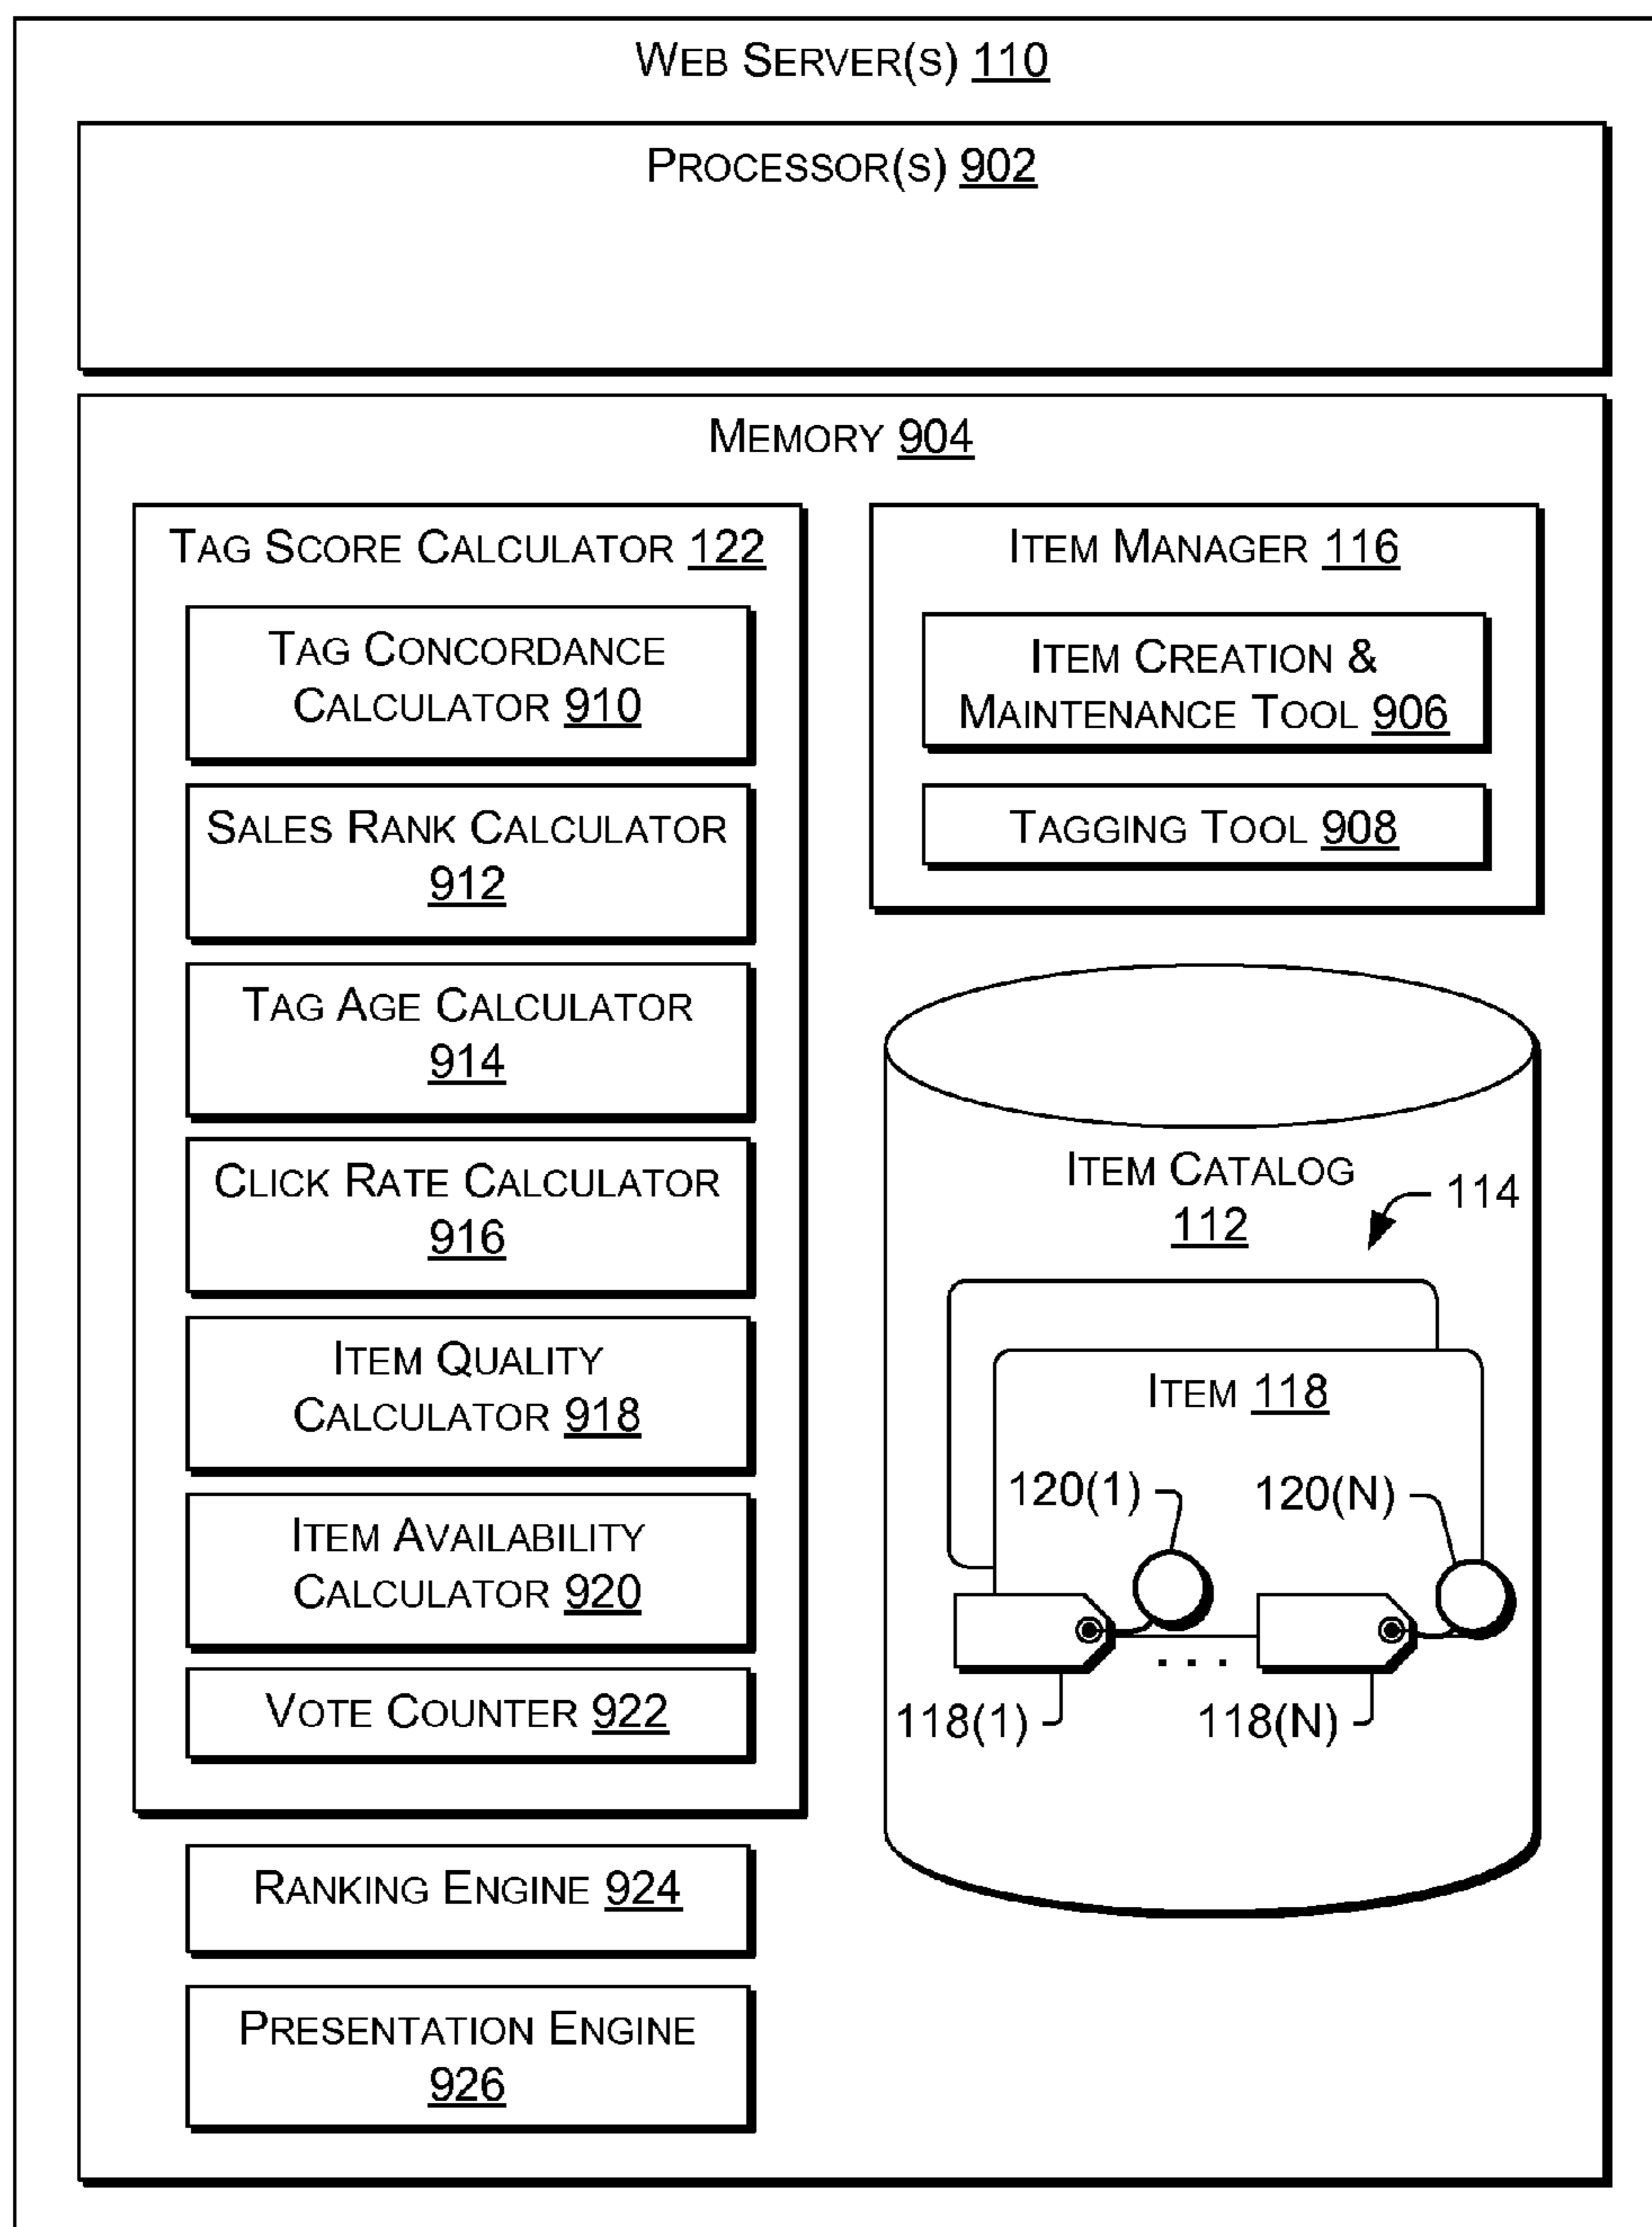 WEB SERVER(S) 110
PROCESSOR(S) 902
MEMORY 904
TAG SCORE CALCULATOR 122
TAG CONCORDANCE
CALCULATOR 910
SALES RANK CALCULATOR
912
TAG AGE CALCULATOR
914
CLICK RATE CALCULATOR
916
ITEM QUALITY
CALCULATOR 918
ITEM AVAILABILITY
CALCULATOR 920
VOTE COUNTER 922
RANKING ENGINE 924
PRESENTATION ENGINE
926
ITEM MANAGER 116
ITEM CREATION &
MAINTENANCE TOOL 906
TAGGING TOOL 908
ITEM CATALOG
112
114
ITEM 118
120(1) 120(N)
. . .
118(1) 118(N)